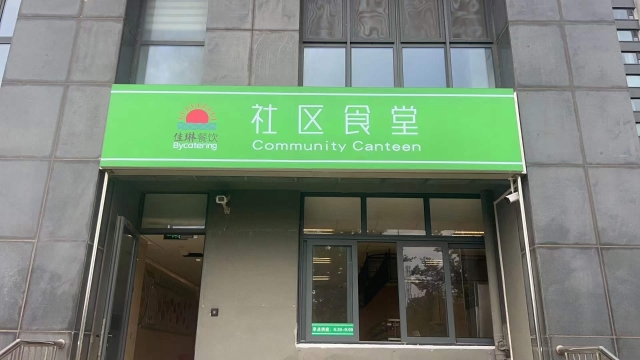 社区食堂
Community Canteen
佳琳餐饮
Bycatering